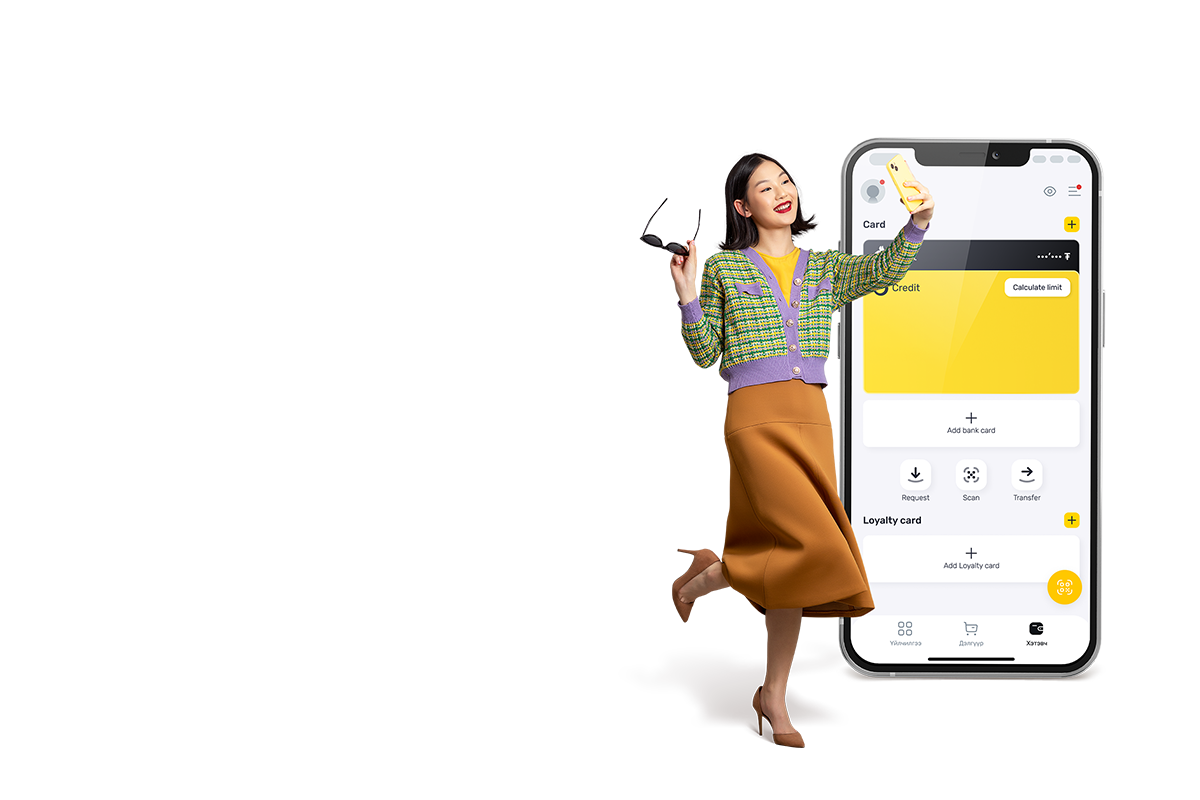 Card
Credit
Calculate limit
Add bank card
Request
Scan
Transfer
Loyalty card
Add Loyalty card
Үйлчилгээ
Дэлгүүр
Хэтэвч